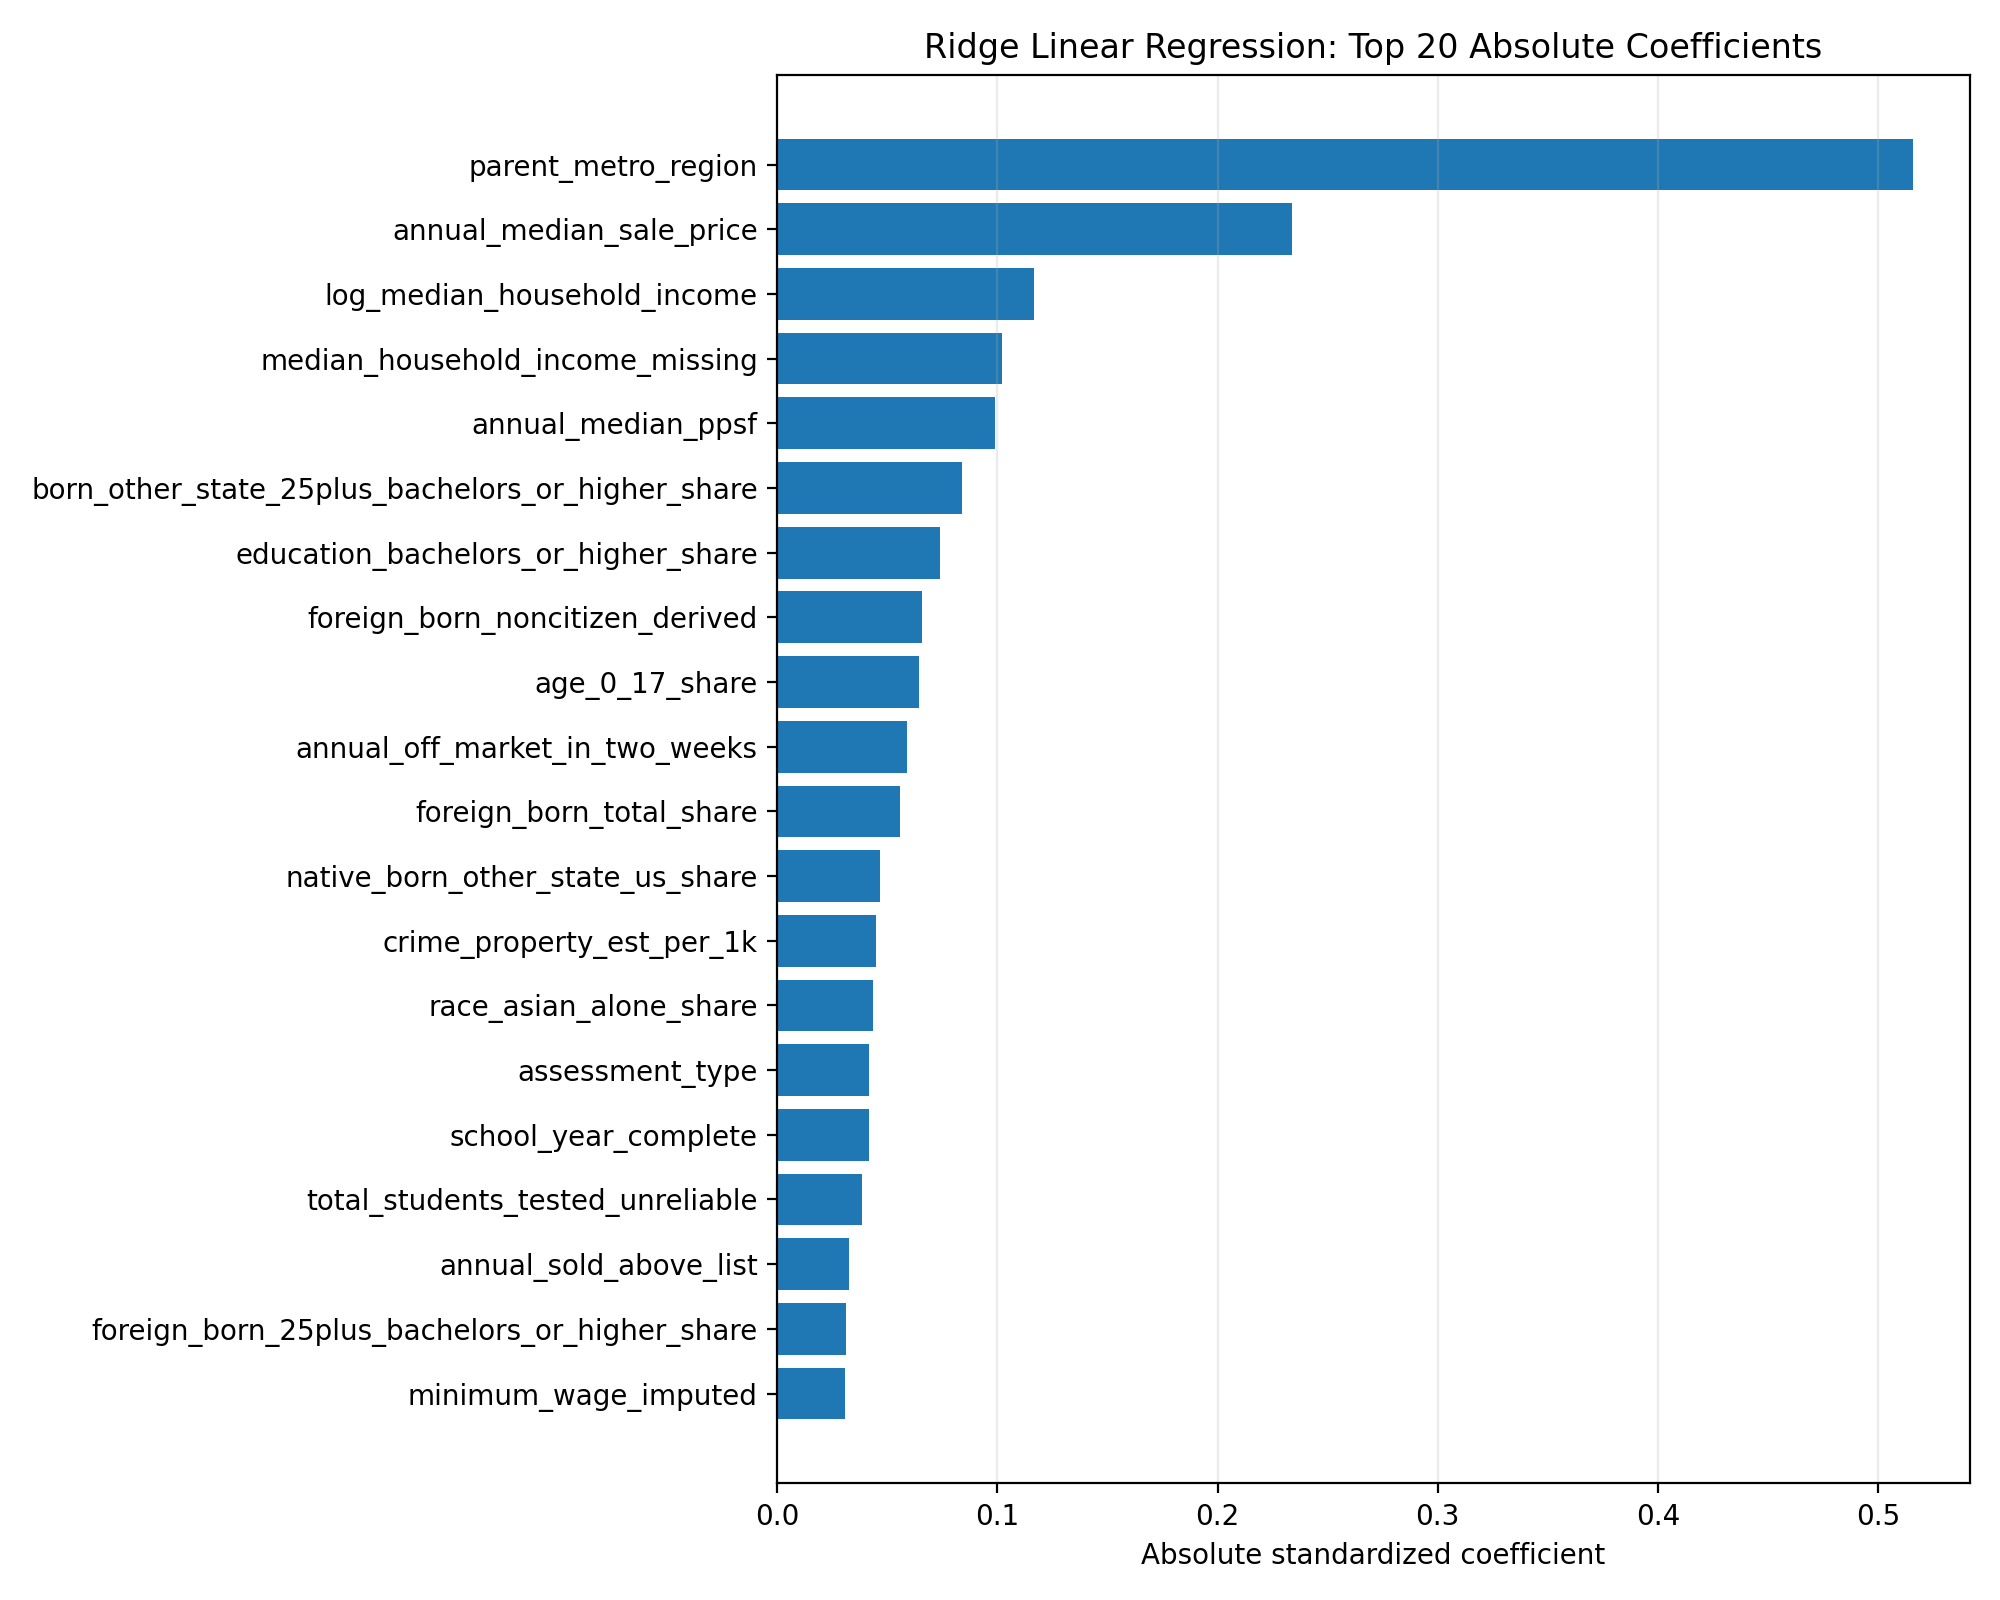 Ridge Linear Regression: Top 20 Absolute Coefficients
parent_metro_region
annual_median_sale_price
log_median_household_income
median_household_income_missing
annual_median_ppsf
born_other_state_25plus_bachelors_or_higher_share
education_bachelors_or_higher_share
foreign_born_noncitizen_derived
age_0_17_share
annual_off_market_in_two_weeks
foreign_born_total_share
native_born_other_state_us_share
crime_property_est_per_1k
race_asian_alone_share
assessment_type
school_year_complete
total_students_tested_unreliable
annual_sold_above_list
foreign_born_25plus_bachelors_or_higher_share
minimum_wage_imputed
0.0 0.1 0.2 0.3 0.4 0.5
Absolute standardized coefficient